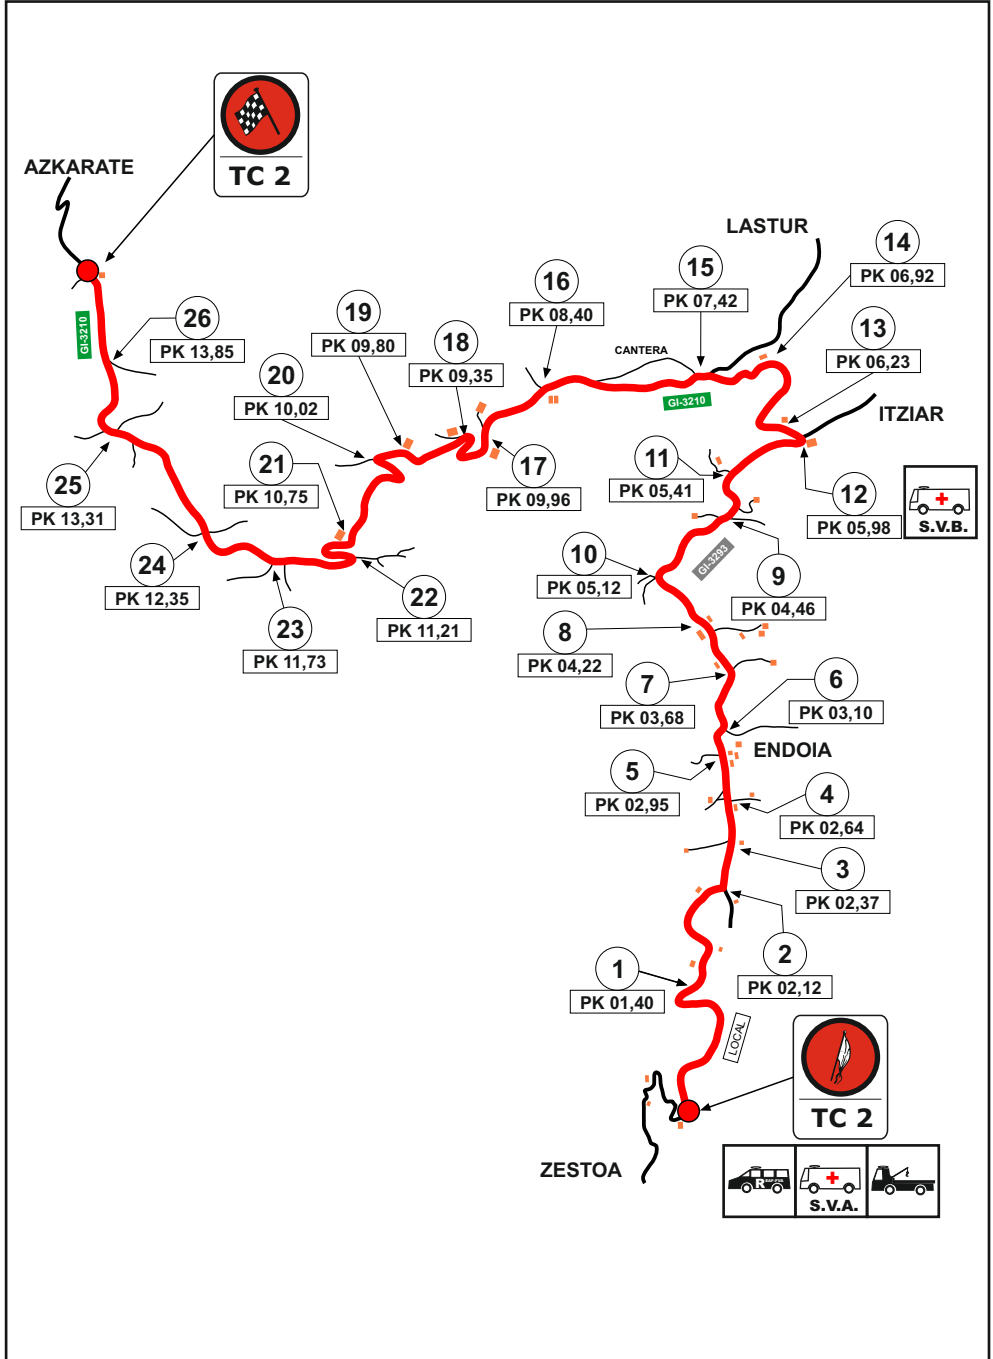 TC 2
AZKARATE
LASTUR
14
PK 06,92
15
PK 07,42
16
PK 08,40
26
PK 13,85
19
PK 09,80
18
PK 09,35
13
PK 06,23
GI-3210
CANTERA
20
PK 10,02
GI-3210
ITZIAR
21
PK 10,75
17
PK 09,96
11
PK 05,41
12
PK 05,98
S.V.B.
25
PK 13,31
10
PK 05,12
GI-3293
9
PK 04,46
24
PK 12,35
22
PK 11,21
23
PK 11,73
8
PK 04,22
7
PK 03,68
6
PK 03,10
ENDOIA
5
PK 02,95
4
PK 02,64
3
PK 02,37
2
PK 02,12
1
PK 01,40
LOCAL
TC 2
ZESTOA
R
S.V.A.